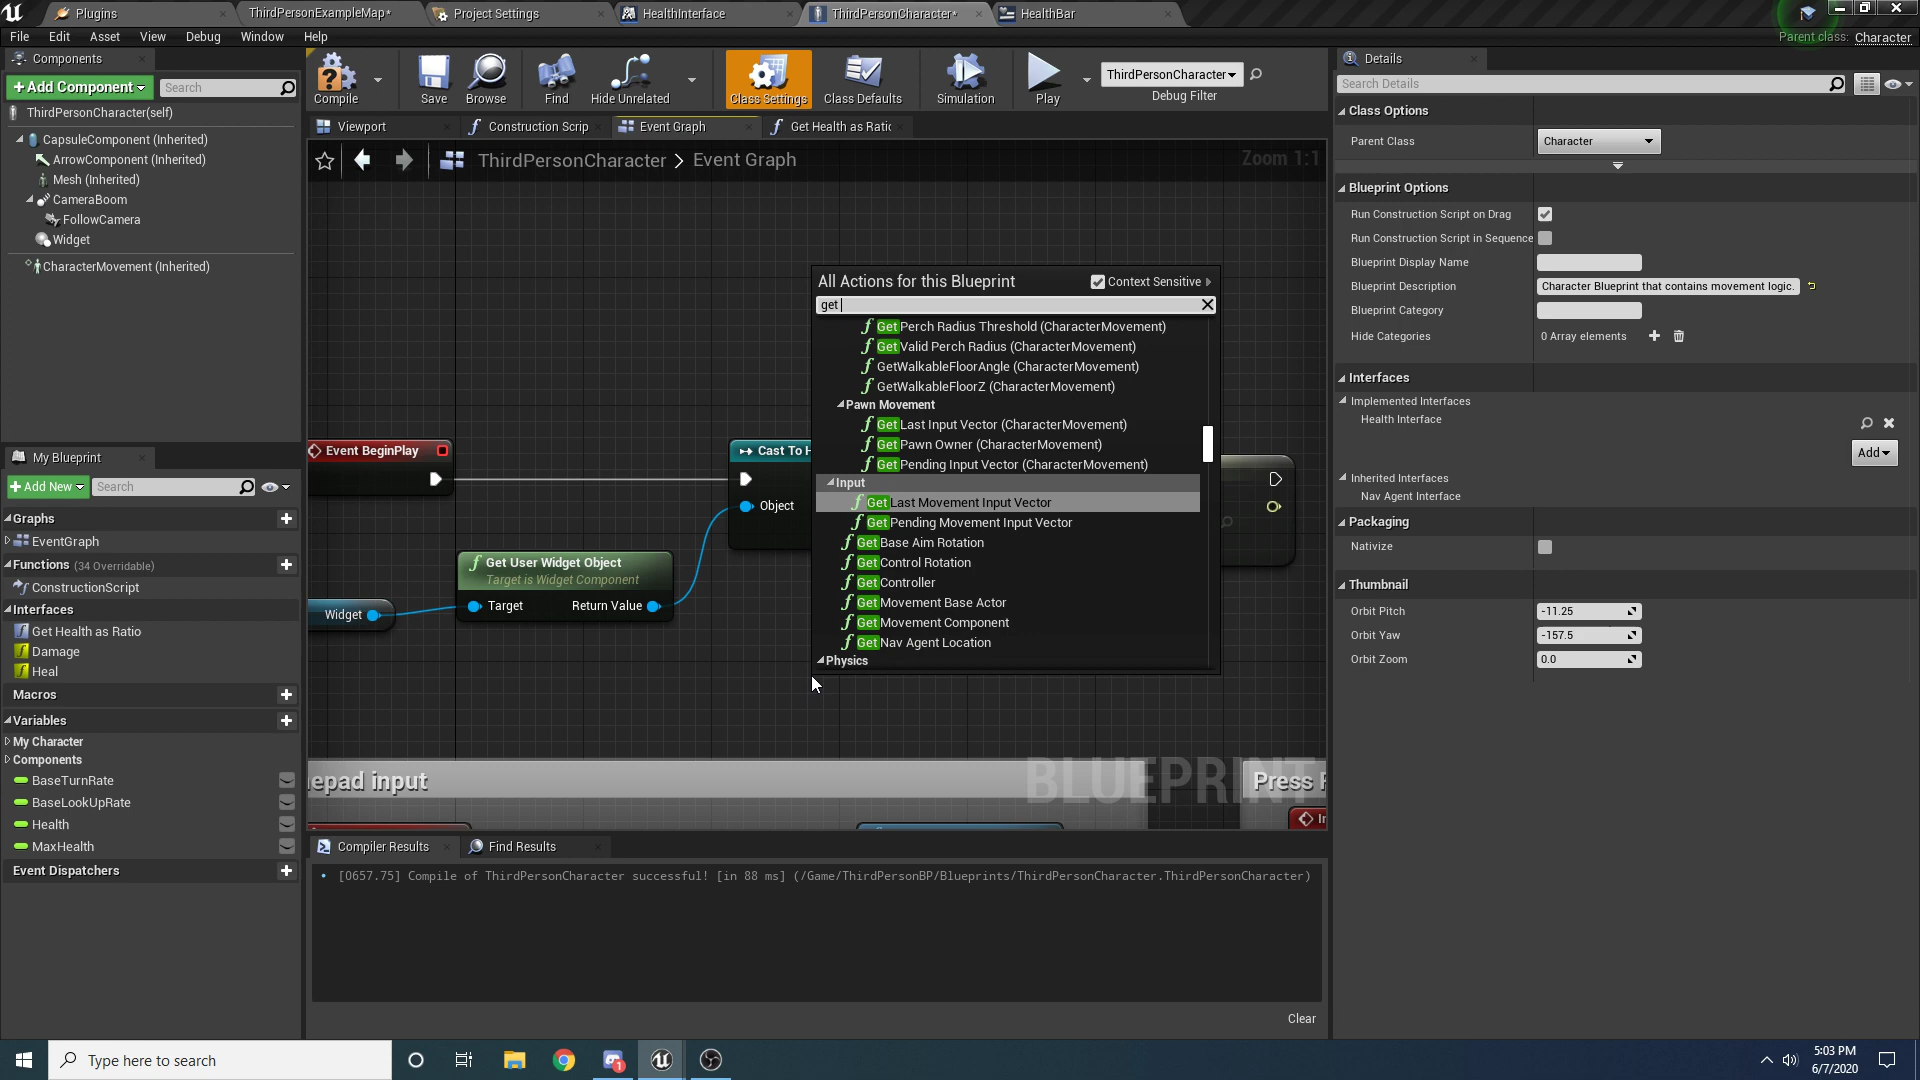 Plugins
ThirdPersonExampleMap*
Project Settings
HealthInterface
ThirdPersonCharacter*
HealthBar
File Edit Asset View Debug Window Help
Parent class: Character
Components
+Add Component
Search
ThirdPersonCharacter(self)
CapsuleComponent (Inherited)
ArrowComponent (Inherited)
Mesh (Inherited)
CameraBoom
FollowCamera
Widget
CharacterMovement (Inherited)
Compile
Save
Browse
Find
Hide Unrelated
Class Settings
Class Defaults
Simulation
Play
ThirdPersonCharacter
Debug Filter
Viewport
Construction Scrip
Event Graph
Get Health as Ratio
ThirdPersonCharacter > Event Graph
Zoom 1:1
My Blueprint
+Add New
Search
Graphs
EventGraph
Functions (34 Overridable)
ConstructionScript
Interfaces
Get Health as Ratio
Damage
Heal
Macros
Variables
My Character
Components
BaseTurnRate
BaseLookUpRate
Health
MaxHealth
Event Dispatchers
Event BeginPlay
Widget
Get User Widget Object
Target is Widget Component
Target Return Value
Cast To H
Object
All Actions for this Blueprint
Context Sensitive
get
Get Perch Radius Threshold (CharacterMovement)
Get Valid Perch Radius (CharacterMovement)
GetWalkableFloorAngle (CharacterMovement)
GetWalkableFloorZ (CharacterMovement)
Pawn Movement
Get Last Input Vector (CharacterMovement)
Get Pawn Owner (CharacterMovement)
Get Pending Input Vector (CharacterMovement)
Input
Get Last Movement Input Vector
Get Pending Movement Input Vector
Get Base Aim Rotation
Get Control Rotation
Get Controller
Get Movement Base Actor
Get Movement Component
Get Nav Agent Location
Physics
epad input
BLUEPRINT
Press
In
Compiler Results
Find Results
• [0657.75] Compile of ThirdPersonCharacter successful! [in 88 ms] (/Game/ThirdPersonBP/Blueprints/ThirdPersonCharacter.ThirdPersonCharacter)
Clear
Details
Search Details
Class Options
Parent Class Character
Blueprint Options
Run Construction Script on Drag
Run Construction Script in Sequence
Blueprint Display Name
Blueprint Description Character Blueprint that contains movement logic.
Blueprint Category
Hide Categories 0 Array elements
Interfaces
Implemented Interfaces
Health Interface
Add
Inherited Interfaces
Nav Agent Interface
Packaging
Nativize
Thumbnail
Orbit Pitch -11.25
Orbit Yaw -157.5
Orbit Zoom 0.0
Type here to search
1
5:03 PM
6/7/2020